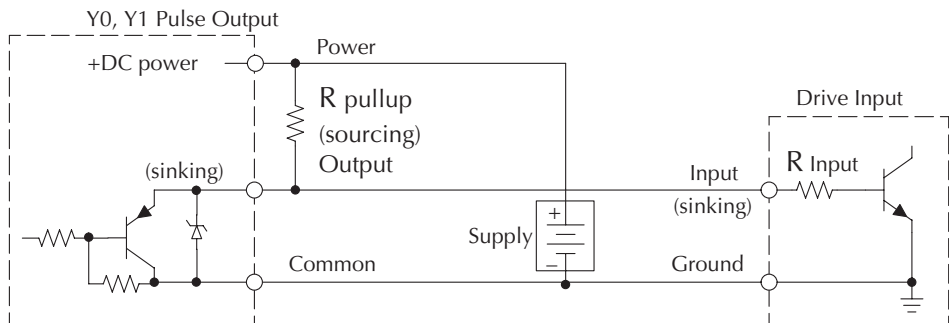 Y0, Y1 Pulse Output
+DC power
Power
R pullup
(sourcing)
Output
Drive Input
(sinking)
Input
(sinking)
R Input
+
Supply
–
Common
Ground